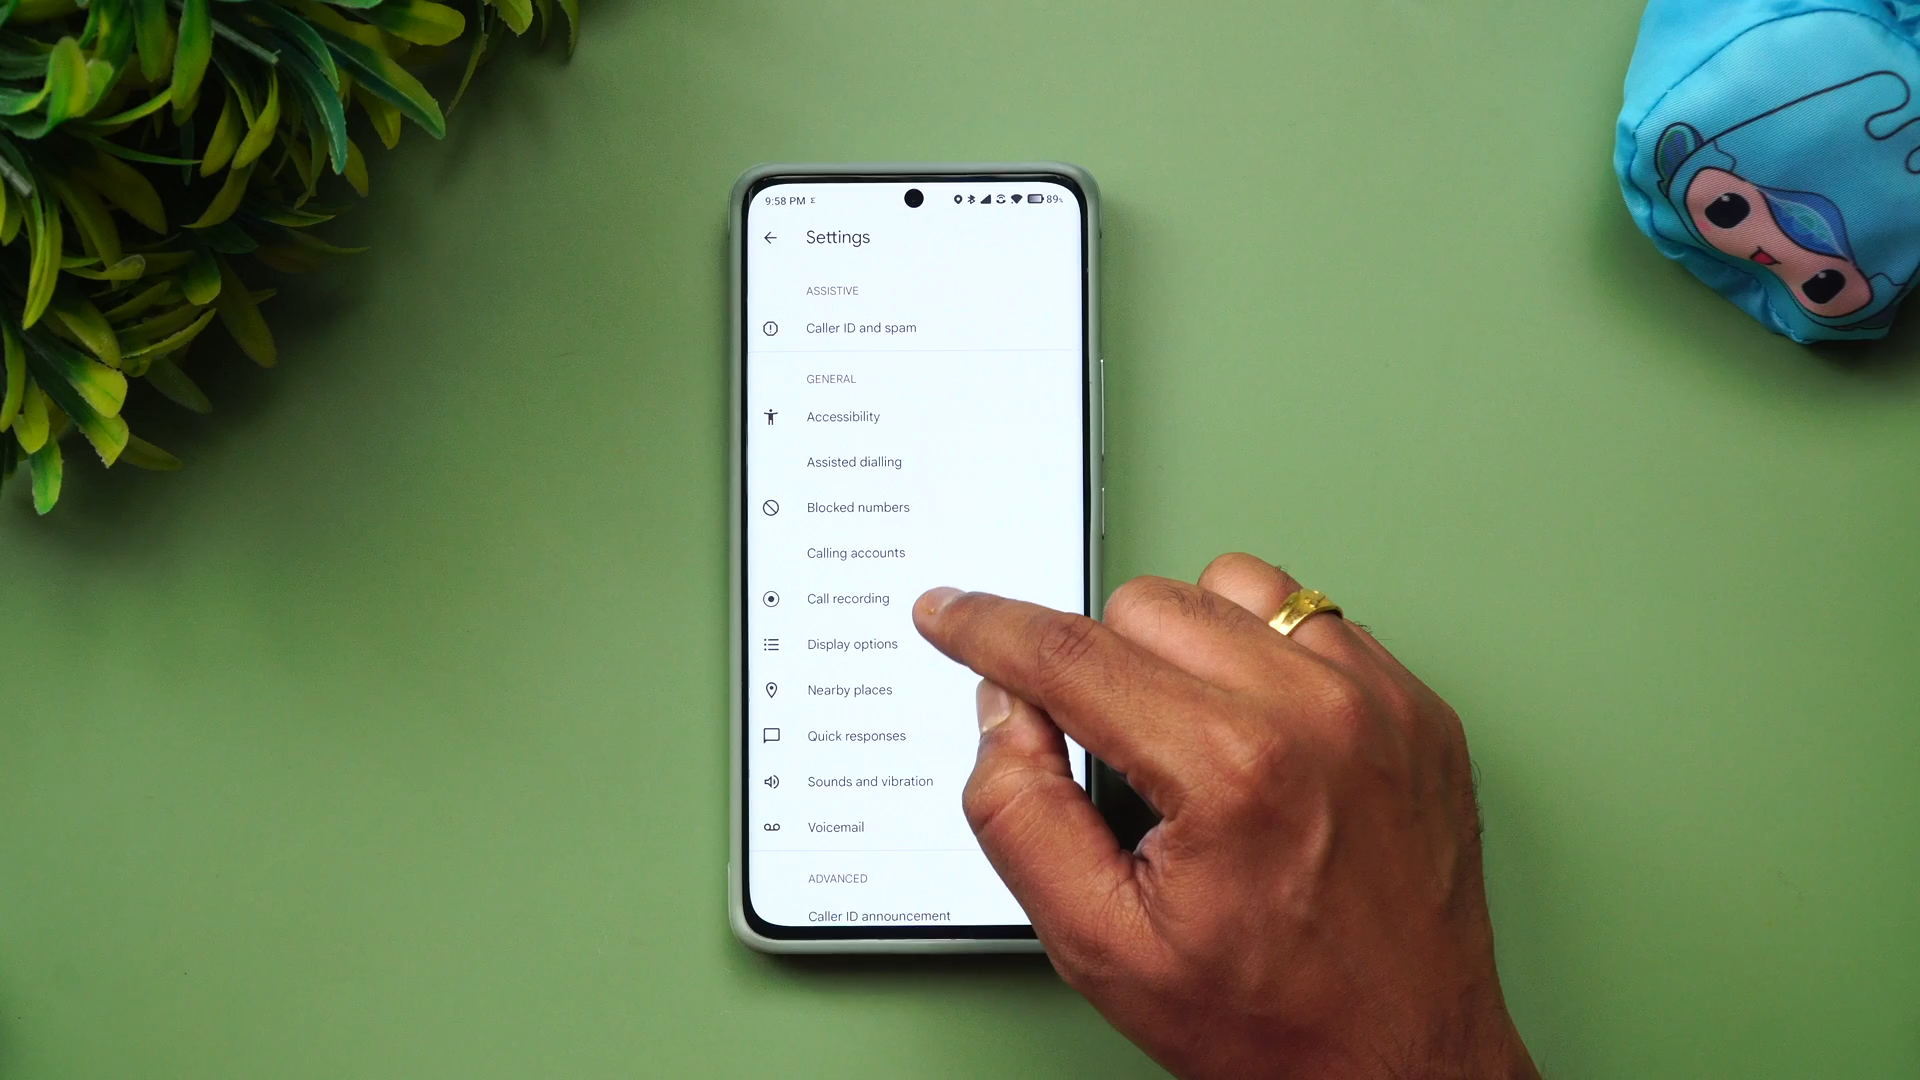 9:58 PM
89%
Settings
ASSISTIVE
Caller ID and spam
GENERAL
Accessibility
Assisted dialling
Blocked numbers
Calling accounts
Call recording
Display options
Nearby places
Quick responses
Sounds and vibration
Voicemail
ADVANCED
Caller ID announcement